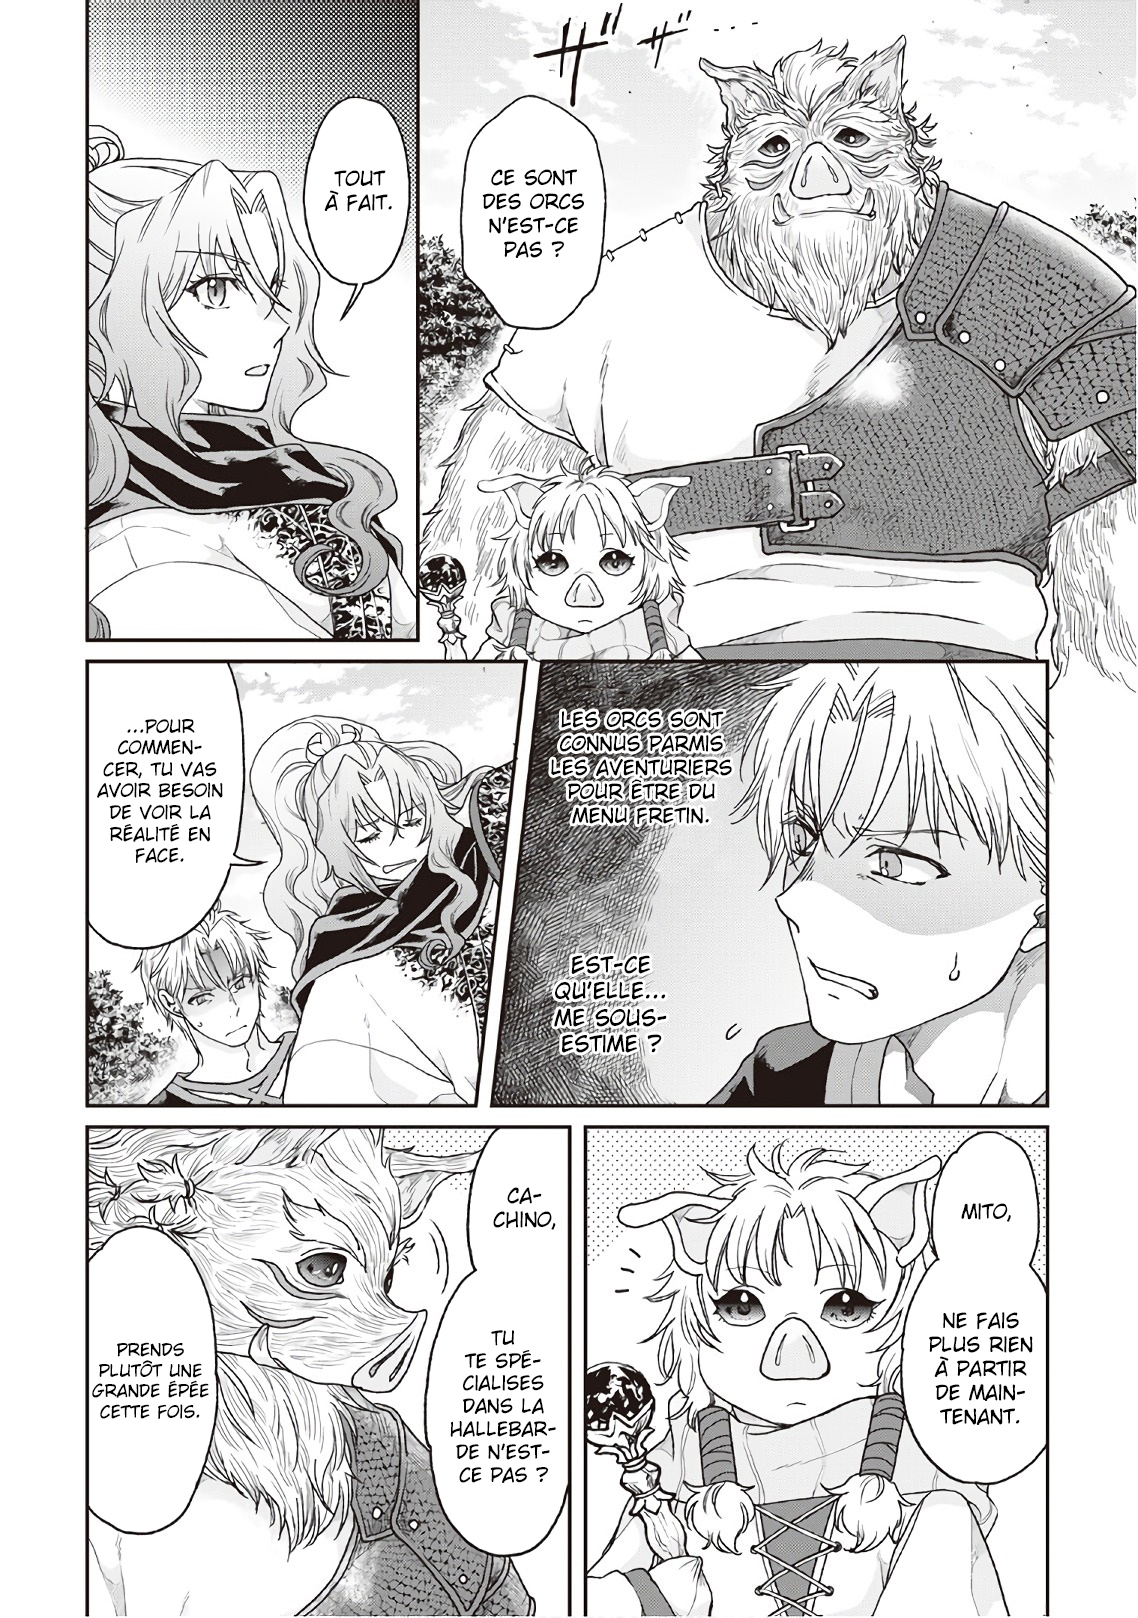 ザ ザッ
CE SONT
DES ORCS
N'EST-CE
PAS ?
TOUT
À FAIT.
LES ORCS SONT
CONNUS PARMIS
LES AVENTURIERS
POUR ÊTRE DU
MENU FRETIN.
EST-CE
QU'ELLE...
ME SOUS-
ESTIME ?
...POUR
COMMEN-
CER, TU VAS
AVOIR BESOIN
DE VOIR LA
RÉALITÉ EN
FACE.
MITO,
NE FAIS
PLUS RIEN
À PARTIR
DE MAIN-
TENANT.
CA-
CHINO,
TU
TE SPÉ-
CIALISES
DANS LA
HALLEBAR-
DE N'EST-
CE PAS ?
PRENDS
PLUTÔT UNE
GRANDE ÉPÉE
CETTE FOIS.